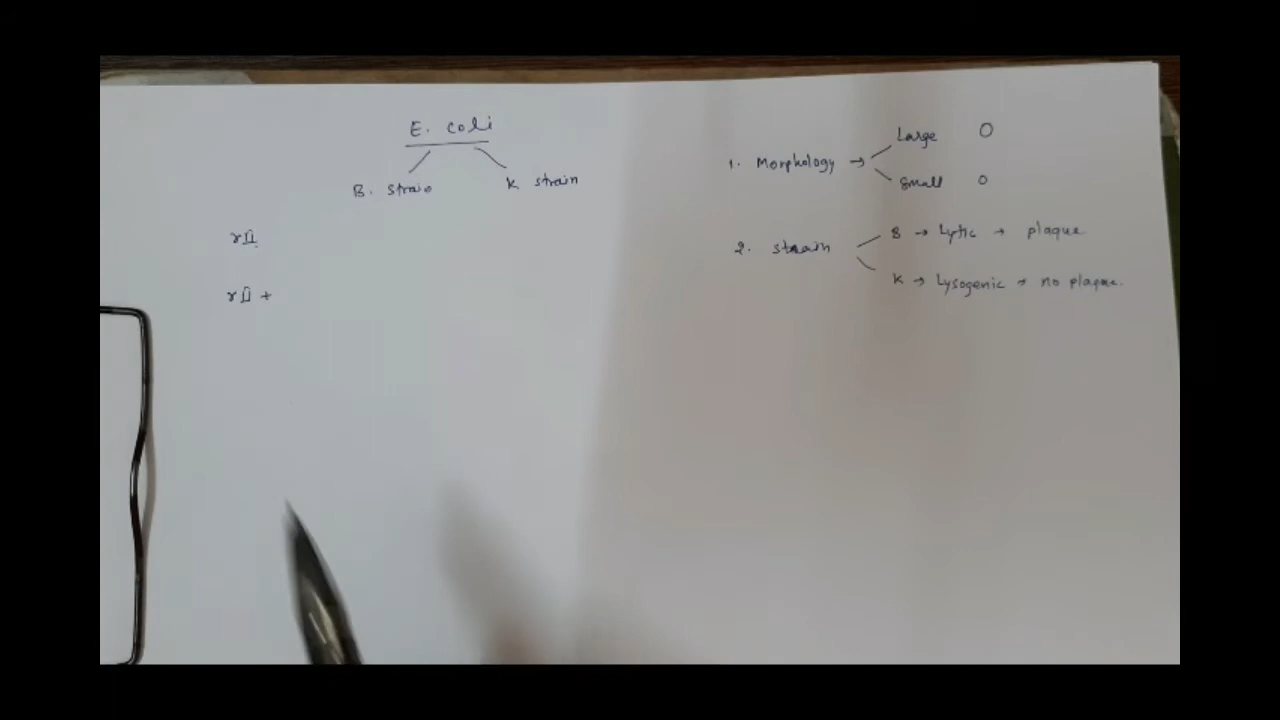 E. coli
B. strain
K strain
rII
rII +
1. Morphology → Large O
Small o
2. strain B → Lytic → plaque
K → Lysogenic → no plaque.